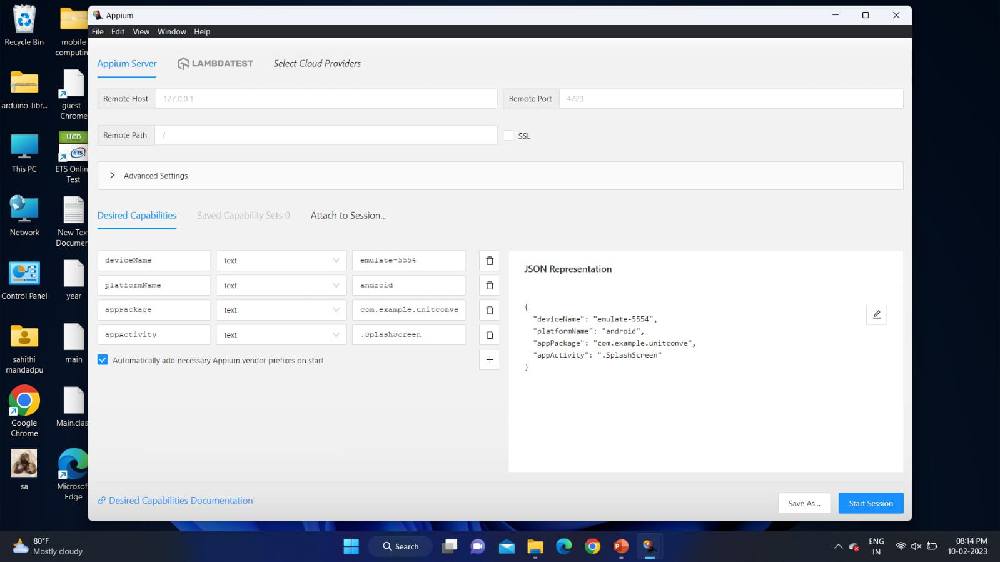 Appium
File Edit View Window Help
Appium Server
LAMBDATEST
Select Cloud Providers
Remote Host
127.0.0.1
Remote Port
4723
Remote Path
/
SSL
Advanced Settings
Desired Capabilities
Saved Capability Sets 0
Attach to Session...
deviceName
text
emulate-5554
platformName
text
android
appPackage
text
com.example.unitconve
appActivity
text
.SplashScreen
Automatically add necessary Appium vendor prefixes on start
JSON Representation
{
"deviceName": "emulate-5554",
"platformName": "android",
"appPackage": "com.example.unitconve",
"appActivity": ".SplashScreen"
}
Desired Capabilities Documentation
Save As...
Start Session
Recycle Bin
mobile
computin
arduino-libr...
guest -
Chrome
This PC
UCD
ETS
ETS Onlin
Test
Network
New Tex
Documen
Control Panel
year
sahithi
mandadpu
main
Google
Chrome
Main.clas
sa
Microsof
Edge
80°F
Mostly cloudy
Search
ENG
IN
08:14 PM
10-02-2023